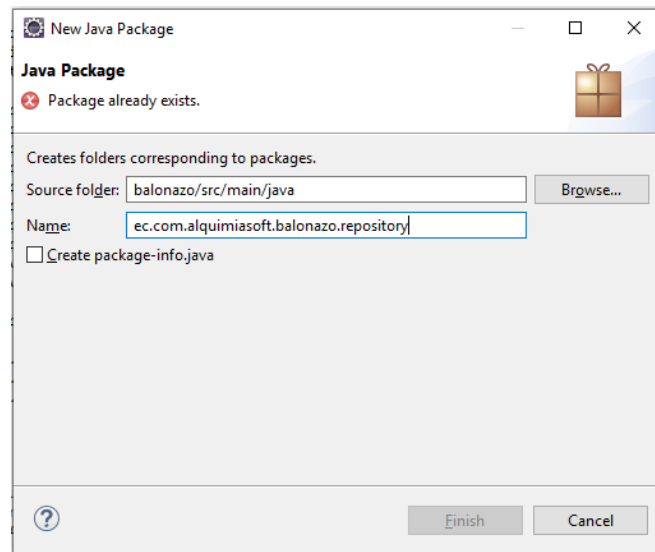 New Java Package
Java Package
Package already exists.
Creates folders corresponding to packages.
Source folder: balonazo/src/main/java Browse...
Name: ec.com.alquimiasoft.balonazo.repository
Create package-info.java
? Finish Cancel